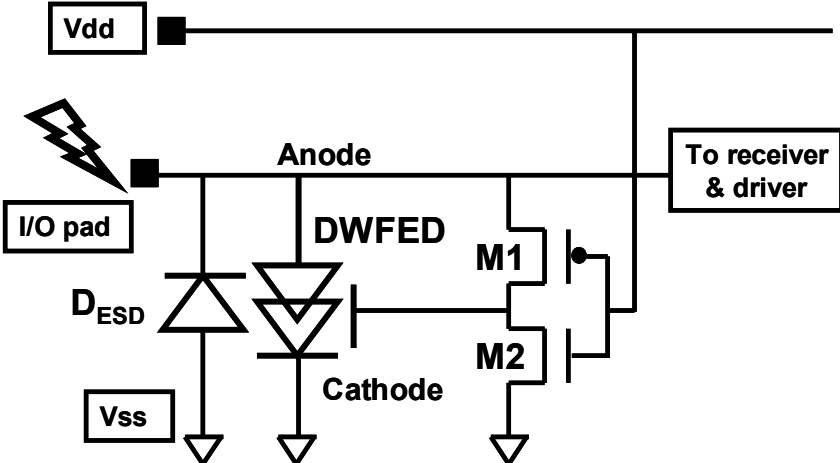 Vdd
Anode
To receiver
& driver
I/O pad
DWFED
M1
DESD
M2
Cathode
Vss